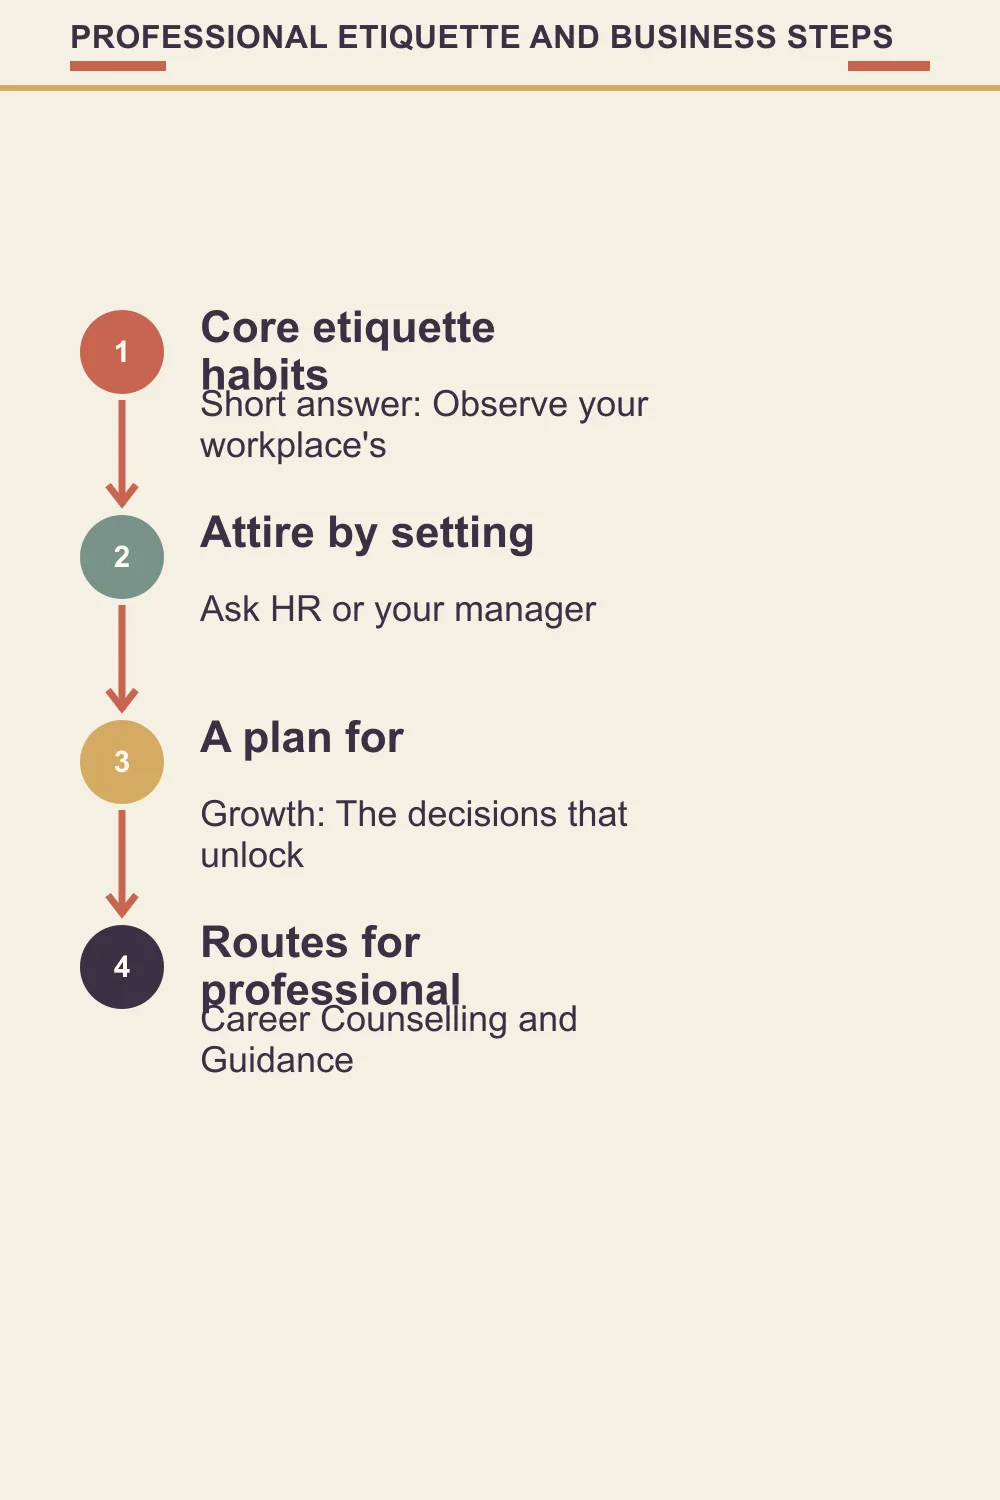 PROFESSIONAL ETIQUETTE AND BUSINESS STEPS
1
Core etiquette
habits
Short answer: Observe your
workplace's
2
Attire by setting
Ask HR or your manager
3
A plan for
Growth: The decisions that
unlock
4
Routes for
professional
Career Counselling and
Guidance